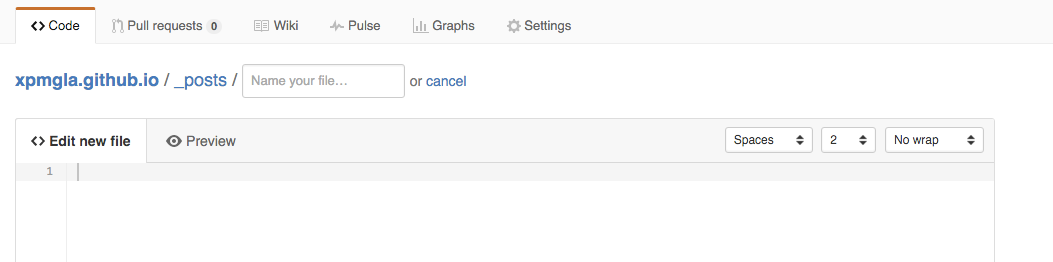 Code Pull requests 0 Wiki Pulse Graphs Settings
xpmgla.github.io / _posts / Name your file... or cancel
Edit new file Preview Spaces 2 No wrap
1